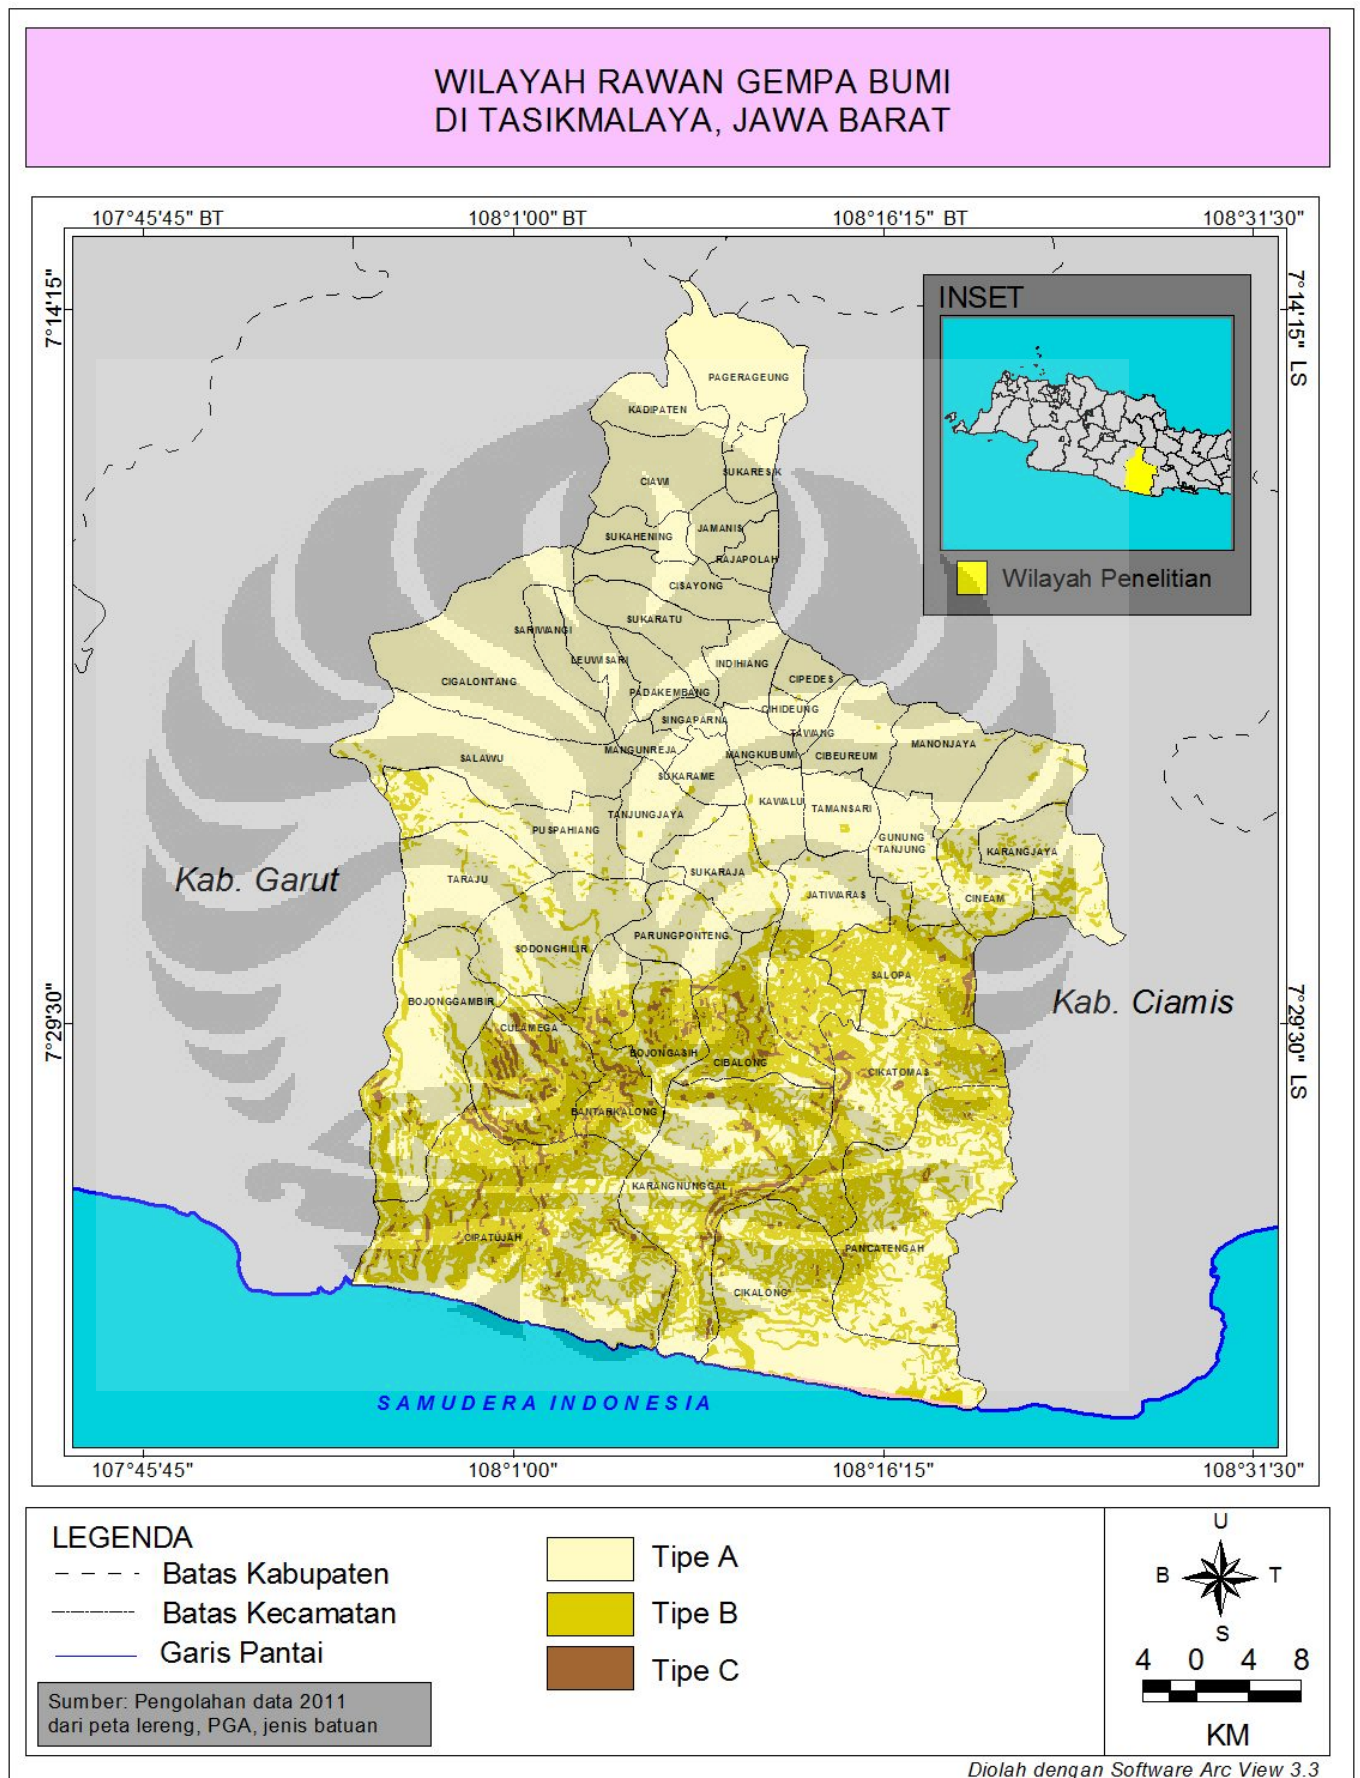 WILAYAH RAWAN GEMPA BUMI
DI TASIKMALAYA, JAWA BARAT
107°45'45" BT
108°1'00" BT
108°16'15" BT
108°31'30"
7°14'15"
7°14'15" LS
INSET
Wilayah Penelitian
PAGERAGEUNG
KADIPATEN
SUKARESIK
CIAWI
JAMANIS
SUKAHENING
RAJAPOLAH
CISAYONG
SUKARATU
SARIWANGI
LEUWISARI
INDIHIANG
CIPEDES
CIGALONTANG
PADAKEMBANG
CIHIDEUNG
SINGAPARNA
TAWANG
MANONJAYA
MANGUNREJA
MANGKUBUMI
CIBEUREUM
SALAWU
SUKARAME
KAWALU
TAMANSARI
TANJUNGJAYA
PUSPAHIANG
GUNUNG
TANJUNG
KARANGJAYA
Kab. Garut
TARAJU
SUKARAJA
JATIWARAS
CINEAM
PARUNGPONTENG
SODONGHILIR
SALOPA
BOJONGGAMBIR
Kab. Ciamis
7°29'30"
7°29'30" LS
CULAMEGA
BOJONGASIH
CIBALONG
CIKATOMAS
BANTARKALONG
KARANGNUNGGAL
CIPATUJAH
PANCATENGAH
CIKALONG
SAMUDERA INDONESIA
107°45'45"
108°1'00"
108°16'15"
108°31'30"
LEGENDA
Batas Kabupaten
Batas Kecamatan
Garis Pantai
Sumber: Pengolahan data 2011
dari peta lereng, PGA, jenis batuan
Tipe A
Tipe B
Tipe C
U
B T
S
4 0 4 8
KM
Diolah dengan Software Arc View 3.3